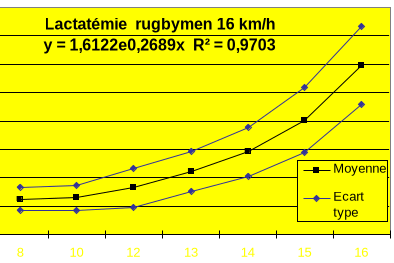 Lactatémie rugbymen 16 km/h
y = 1,6122e0,2689x R² = 0,9703
Moyenne
Ecart
type
8 10 12 13 14 15 16